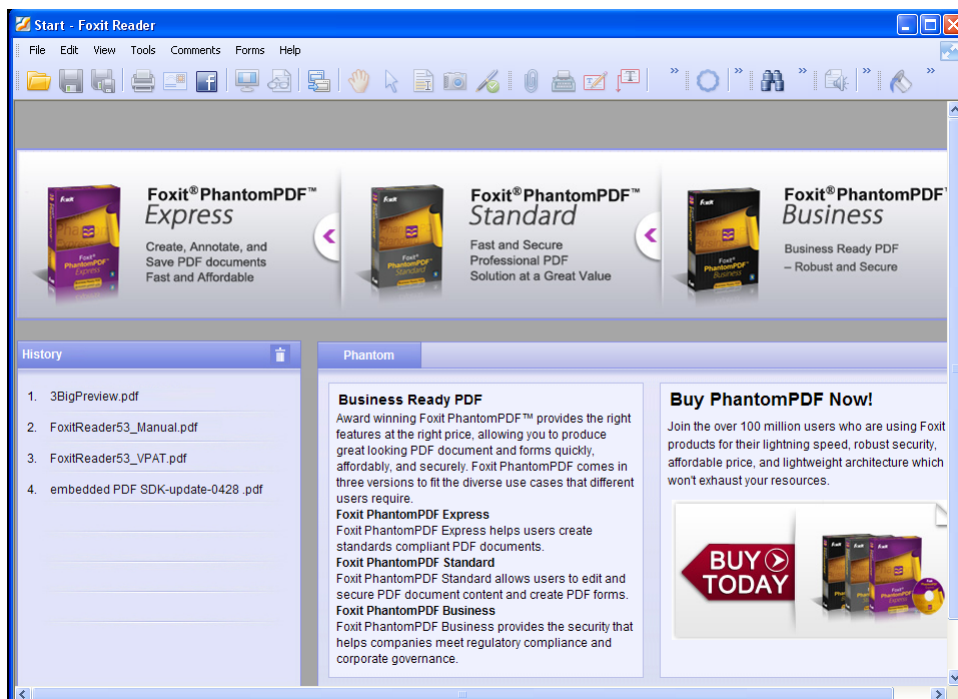 Start - Foxit Reader
File Edit View Tools Comments Forms Help
Foxit®PhantomPDF™
Express
Create, Annotate, and
Save PDF documents
Fast and Affordable
Foxit®PhantomPDF™
Standard
Fast and Secure
Professional PDF
Solution at a Great Value
Foxit®PhantomPDF
Business
Business Ready PDF
– Robust and Secure
History
1. 3BigPreview.pdf
2. FoxitReader53_Manual.pdf
3. FoxitReader53_VPAT.pdf
4. embedded PDF SDK-update-0428 .pdf
Phantom
Business Ready PDF
Award winning Foxit PhantomPDF™ provides the right
features at the right price, allowing you to produce
great looking PDF document and forms quickly,
affordably, and securely. Foxit PhantomPDF comes in
three versions to fit the diverse use cases that different
users require.
Foxit PhantomPDF Express
Foxit PhantomPDF Express helps users create
standards compliant PDF documents.
Foxit PhantomPDF Standard
Foxit PhantomPDF Standard allows users to edit and
secure PDF document content and create PDF forms.
Foxit PhantomPDF Business
Foxit PhantomPDF Business provides the security that
helps companies meet regulatory compliance and
corporate governance.
Buy PhantomPDF Now!
Join the over 100 million users who are using Foxit
products for their lightning speed, robust security,
affordable price, and lightweight architecture which
won't exhaust your resources.
BUY
TODAY